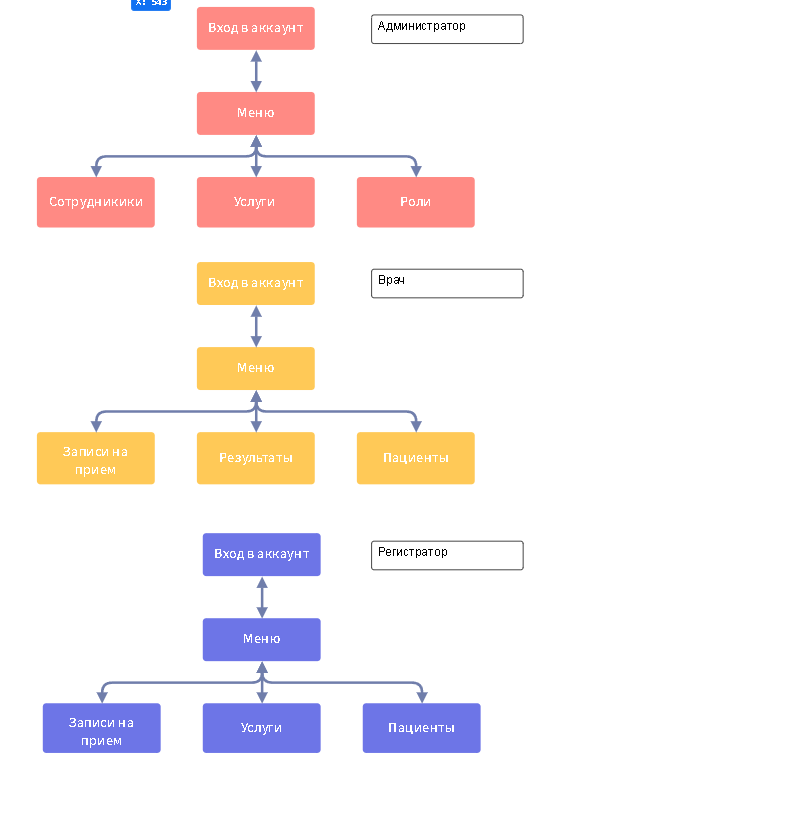 X: 543
Вход в аккаунт
Администратор
Меню
Сотрудникики
Услуги
Роли
Вход в аккаунт
Врач
Меню
Записи на
прием
Результаты
Пациенты
Вход в аккаунт
Регистратор
Меню
Записи на
прием
Услуги
Пациенты